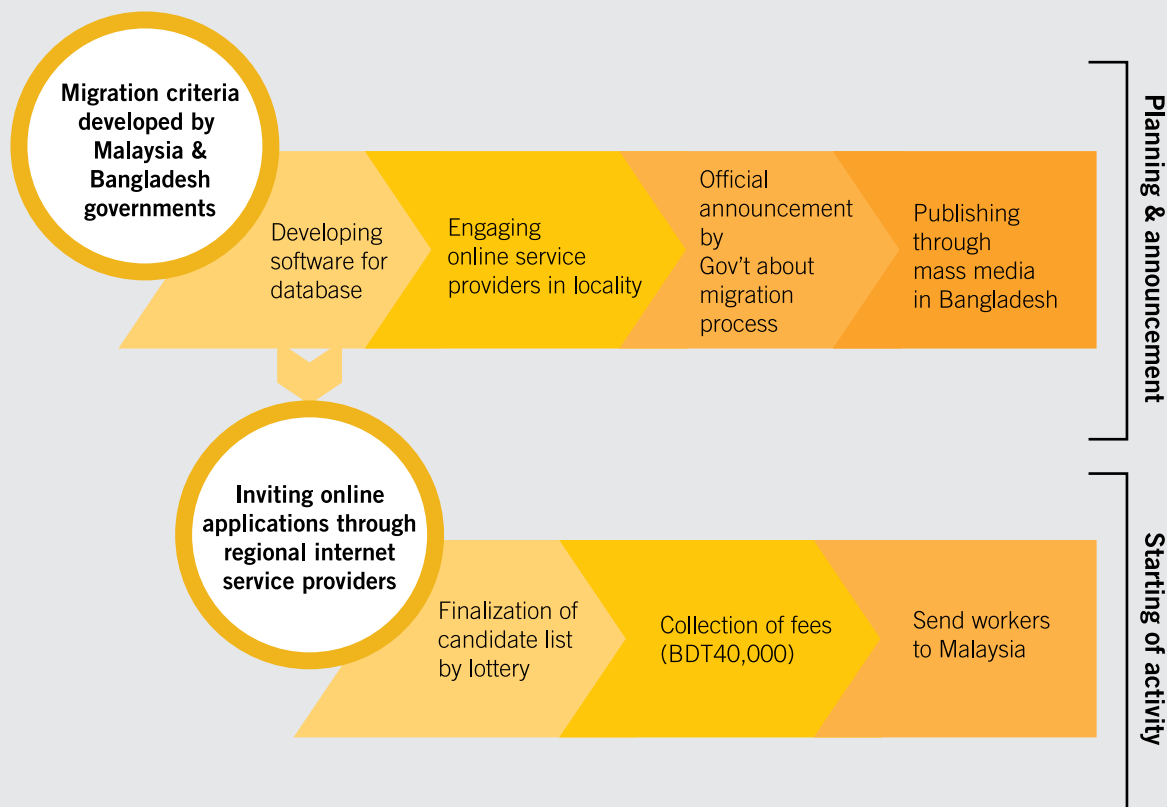 Migration criteria
developed by
Malaysia &
Bangladesh
governments
Developing
software for
database
Engaging
online service
providers in locality
Official
announcement
by
Gov't about
migration
process
Publishing
through
mass media
in Bangladesh
Planning & announcement
Inviting online
applications through
regional internet
service providers
Finalization of
candidate list
by lottery
Collection of fees
(BDT40,000)
Send workers
to Malaysia
Starting of activity